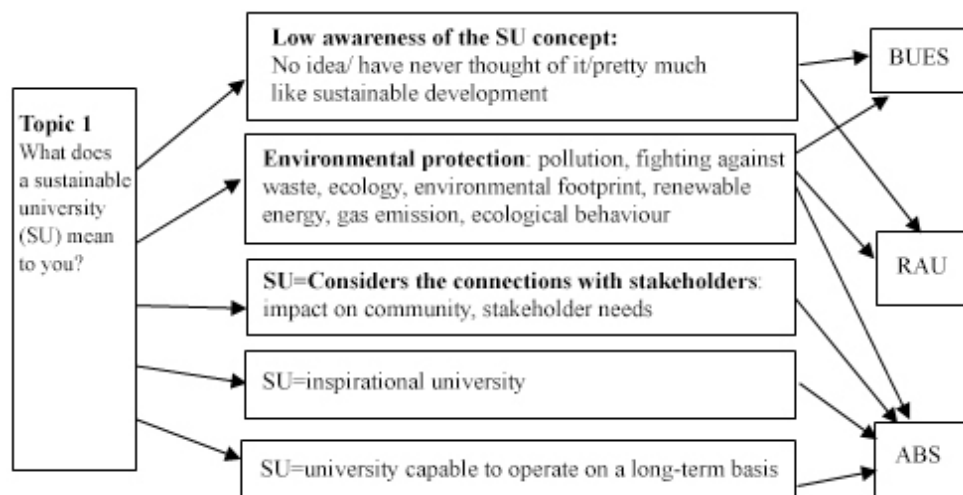 Topic 1
What does
a sustainable
university
(SU) mean
to you?
Low awareness of the SU concept:
No idea/ have never thought of it/pretty much
like sustainable development
Environmental protection: pollution, fighting against
waste, ecology, environmental footprint, renewable
energy, gas emission, ecological behaviour
SU=Considers the connections with stakeholders:
impact on community, stakeholder needs
SU=inspirational university
SU=university capable to operate on a long-term basis
BUES
RAU
ABS